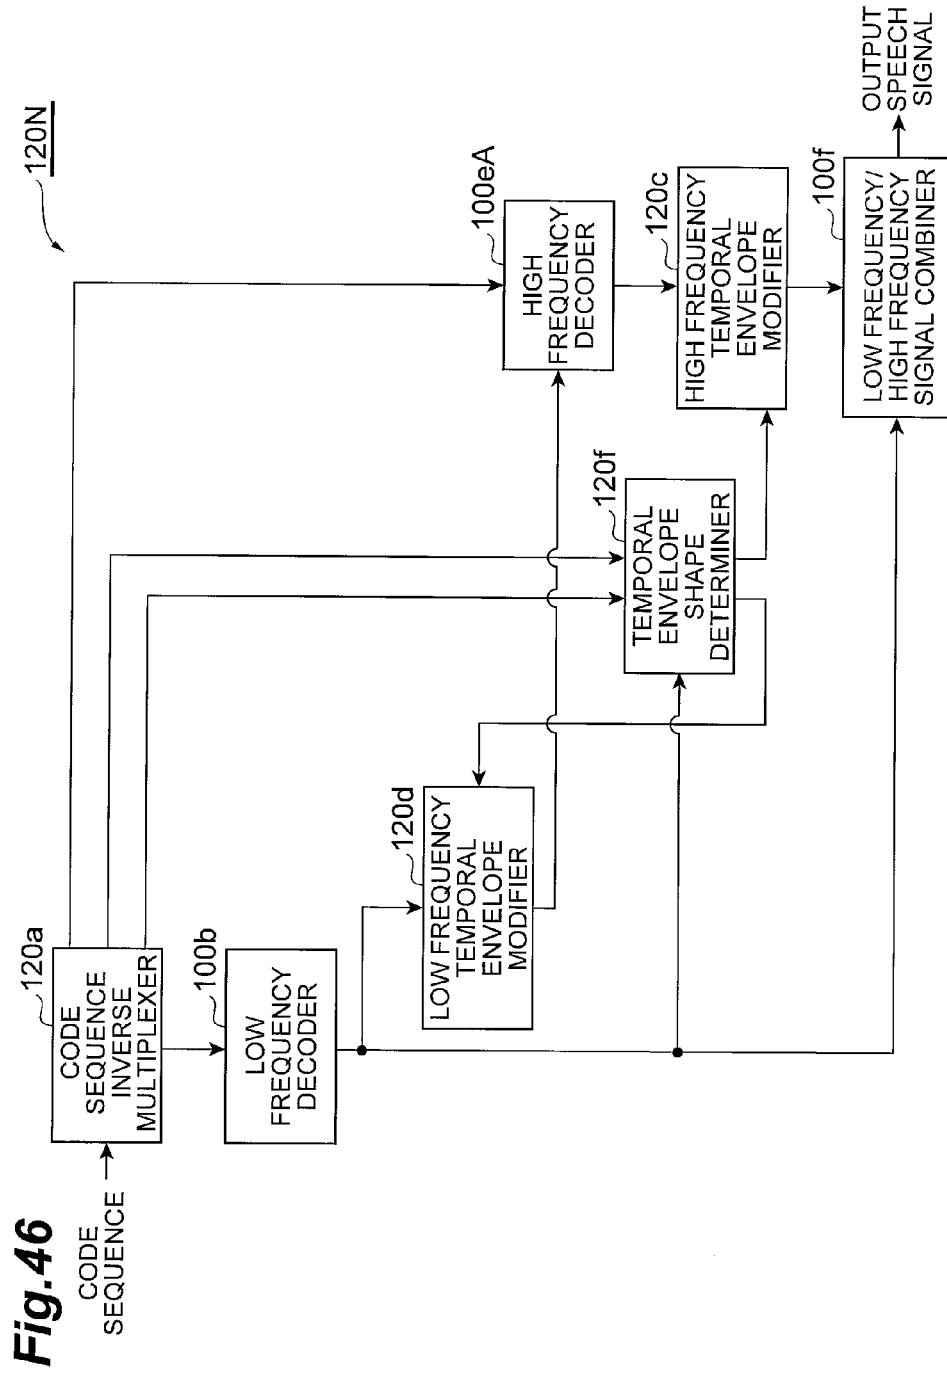 Fig.46
120N
CODE
SEQUENCE
120a
CODE
SEQUENCE
INVERSE
MULTIPLEXER
100b
LOW
FREQUENCY
DECODER
120d
LOW FREQUENCY
TEMPORAL
ENVELOPE
MODIFIER
100eA
HIGH
FREQUENCY
DECODER
120f
TEMPORAL
ENVELOPE
SHAPE
DETERMINER
120c
HIGH FREQUENCY
TEMPORAL
ENVELOPE
MODIFIER
100f
LOW FREQUENCY/
HIGH FREQUENCY
SIGNAL COMBINER
OUTPUT
SPEECH
SIGNAL